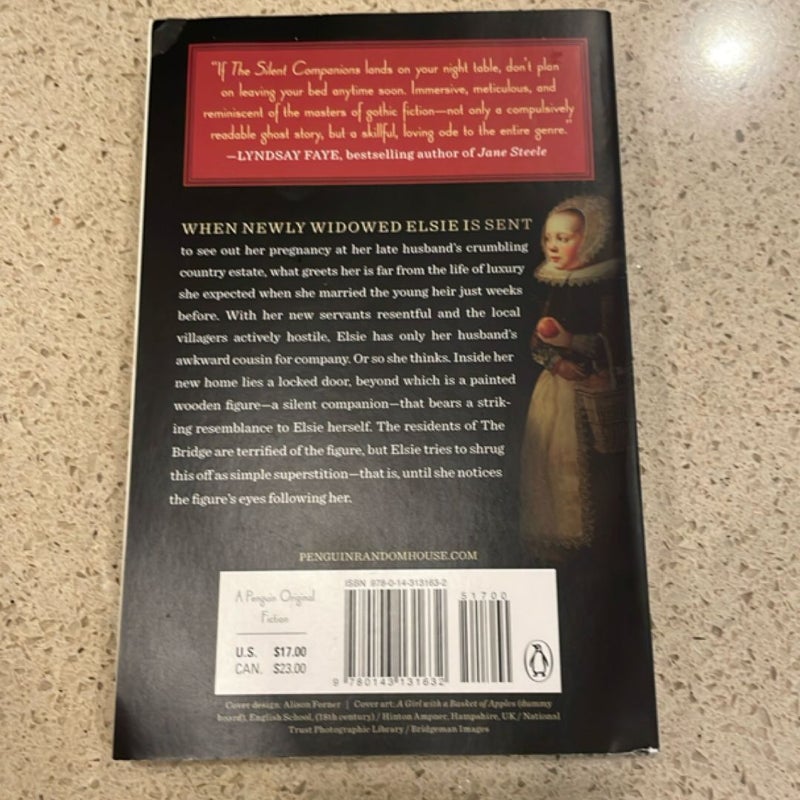 "If The Silent Companions lands on your night table, don't plan
on leaving your bed anytime soon. Immersive, meticulous, and
reminiscent of the masters of gothic fiction—not only a compulsively
readable ghost story, but a skillful, loving ode to the entire genre."
—LYNDSAY FAYE, bestselling author of Jane Steele
WHEN NEWLY WIDOWED ELSIE IS SENT
to see out her pregnancy at her late husband's crumbling
country estate, what greets her is far from the life of luxury
she expected when she married the young heir just weeks
before. With her new servants resentful and the local
villagers actively hostile, Elsie has only her husband's
awkward cousin for company. Or so she thinks. Inside her
new home lies a locked door, beyond which is a painted
wooden figure—a silent companion—that bears a strik-
ing resemblance to Elsie herself. The residents of The
Bridge are terrified of the figure, but Elsie tries to shrug
this off as simple superstition—that is, until she notices
the figure's eyes following her.
PENGUINRANDOMHOUSE.COM
A Penguin Original
Fiction
U.S. $17.00
CAN. $23.00
ISBN 978-0-14-313163-2
51700
9 780143 131632
Cover design: Alison Forner | Cover art: A Girl with a Basket of Apples (dummy
board), English School, (18th century) / Hinton Ampner, Hampshire, UK / National
Trust Photographic Library / Bridgeman Images